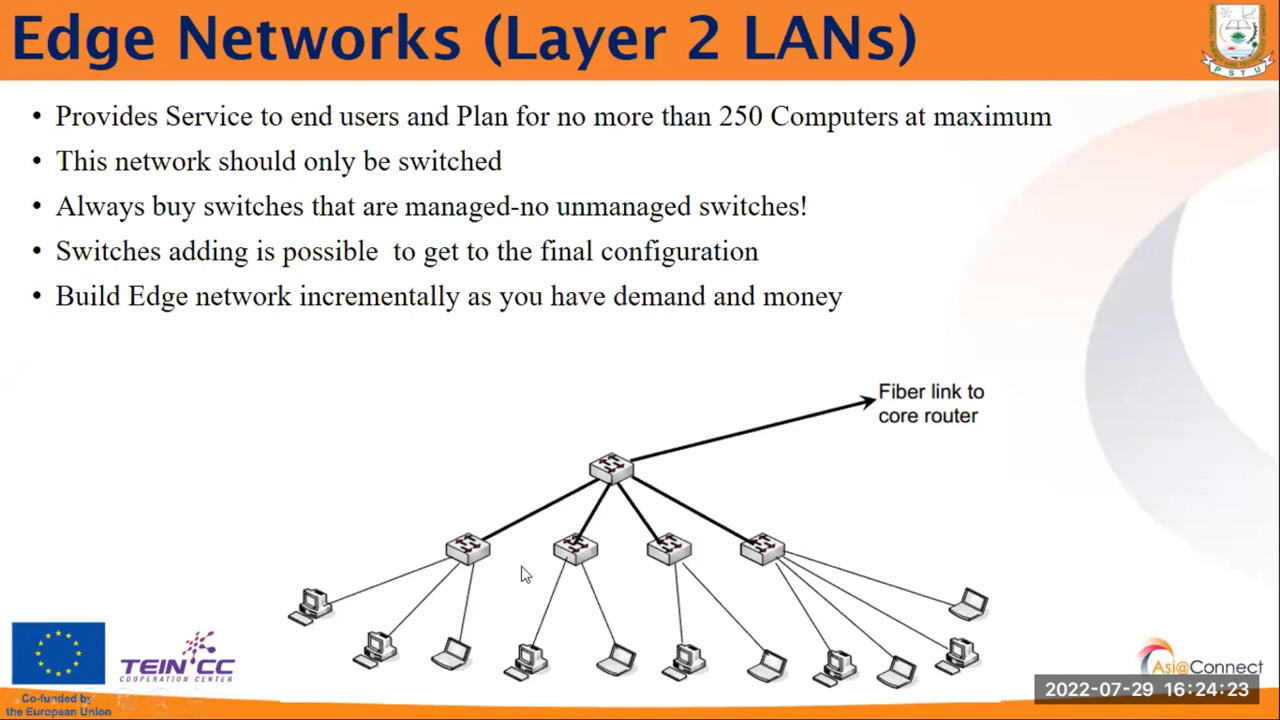 Edge Networks (Layer 2 LANs)
• Provides Service to end users and Plan for no more than 250 Computers at maximum
• This network should only be switched
• Always buy switches that are managed-no unmanaged switches!
• Switches adding is possible  to get to the final configuration
• Build Edge network incrementally as you have demand and money
Fiber link to
core router
TEIN*CC
COOPERATION CENTER
Co-funded by
the European Union
Asi@Connect
2022-07-29 16:24:23
PSTU